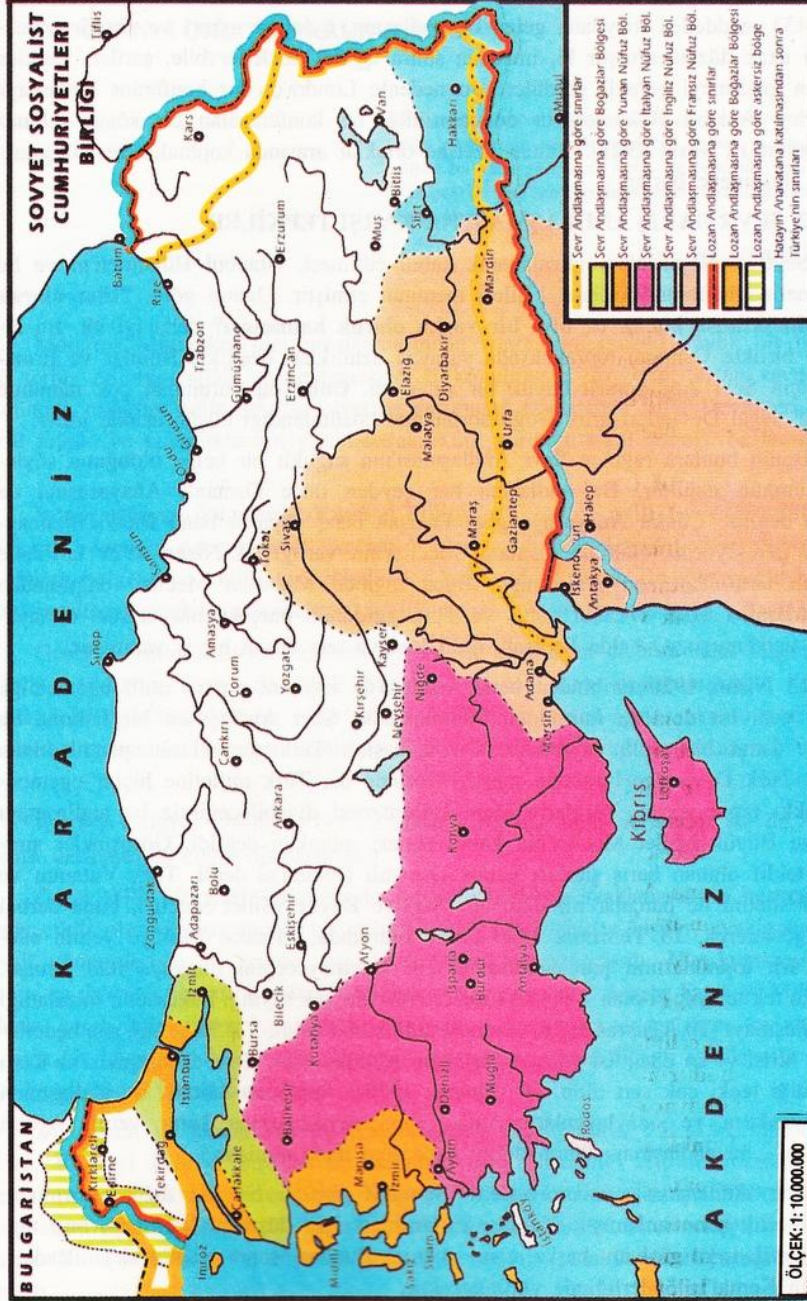 BULGARİSTAN
KARADENİZ
SOVYET SOSYALİST
CUMHURİYETLERİ
BİRLİĞİ
Tiflis
Kırklareli
Edirne
Tekirdağ
İstanbul
İzmit
Adapazarı
Zonguldak
Bolu
Sinop
Samsun
Ordu
Giresun
Trabzon
Rize
Batum
Kars
Gümüşhane
Erzurum
Erzincan
Çankırı
Çorum
Amasya
Tokat
Sivas
Yozgat
Ankara
Kırşehir
Nevşehir
Kayseri
Niğde
Eskişehir
Bilecik
Bursa
Kütahya
Afyon
Çanakkale
İmroz
Balıkesir
Manisa
İzmir
Aydın
Midilli
Sakız
Sisam
Denizli
Muğla
Isparta
Burdur
Antalya
Konya
Rodos
İstanköy
Mersin
Adana
Maraş
Gaziantep
Urfa
Malatya
Elazığ
Diyarbakır
Mardin
Muş
Bitlis
Van
Siirt
Hakkari
Musul
İskenderun
Antakya
Halep
Kıbrıs
Lefkoşa
AKDENİZ
ÖLÇEK: 1: 10.000.000
Sevr Andlaşmasına göre sınırlar
Sevr Andlaşmasına göre Boğazlar Bölgesi
Sevr Andlaşmasına göre Yunan Nüfuz Böl.
Sevr Andlaşmasına göre İtalyan Nüfuz Böl.
Sevr Andlaşmasına göre İngiliz Nüfuz Böl.
Sevr Andlaşmasına göre Fransız Nüfuz Böl.
Lozan Andlaşmasına göre sınırlar
Lozan Andlaşmasına göre Boğazlar Bölgesi
Lozan Andlaşmasına göre askersiz bölge
Hatayın Anavatana katılmasından sonra
Türkiye'nin sınırları